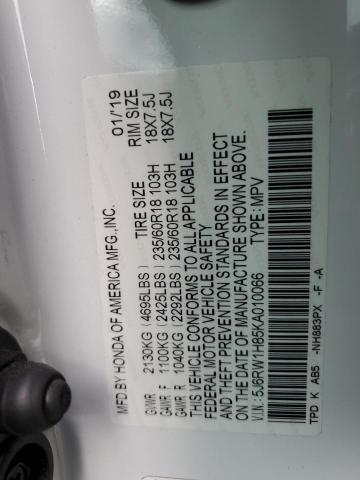 MFD BY HONDA OF AMERICA MFG.,INC. 01/19
TIRE SIZE RIM SIZE
GVWR 2130KG (4695LBS)
GAWR F 1100KG (2425LBS) 235/60R18 103H 18X7.5J
GAWR R 1040KG (2292LBS) 235/60R18 103H 18X7.5J
THIS VEHICLE CONFORMS TO ALL APPLICABLE
FEDERAL MOTOR VEHICLE SAFETY
AND THEFT PREVENTION STANDARDS IN EFFECT
ON THE DATE OF MANUFACTURE SHOWN ABOVE.
V.I.N.: 5J6RW1H85KA010066 TYPE: MPV
TPD K AB5 -NH883PX -F -A